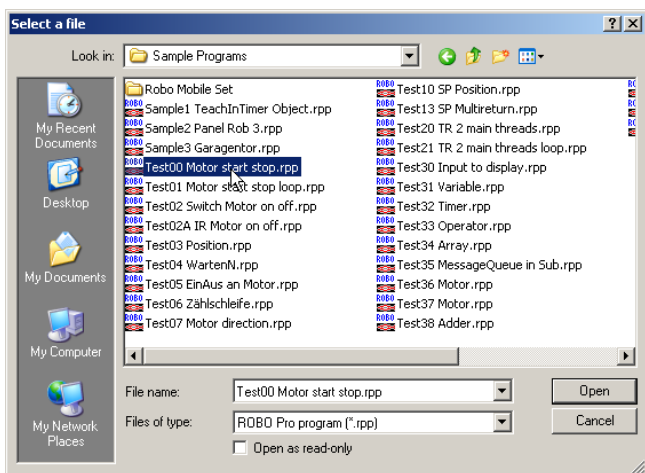 Select a file
Look in:
Sample Programs
My Recent
Documents
Desktop
My Documents
My Computer
My Network
Places
Robo Mobile Set
Sample1 TeachInTimer Object.rpp
Sample2 Panel Rob 3.rpp
Sample3 Garagentor.rpp
Test00 Motor start stop.rpp
Test01 Motor start stop loop.rpp
Test02 Switch Motor on off.rpp
Test02A IR Motor on off.rpp
Test03 Position.rpp
Test04 WartenN.rpp
Test05 EinAus an Motor.rpp
Test06 Zählschleife.rpp
Test07 Motor direction.rpp
Test10 SP Position.rpp
Test13 SP Multireturn.rpp
Test20 TR 2 main threads.rpp
Test21 TR 2 main threads loop.rpp
Test30 Input to display.rpp
Test31 Variable.rpp
Test32 Timer.rpp
Test33 Operator.rpp
Test34 Array.rpp
Test35 MessageQueue in Sub.rpp
Test36 Motor.rpp
Test37 Motor.rpp
Test38 Adder.rpp
File name:
Test00 Motor start stop.rpp
Open
Files of type:
ROBO Pro program (*.rpp)
Cancel
Open as read-only